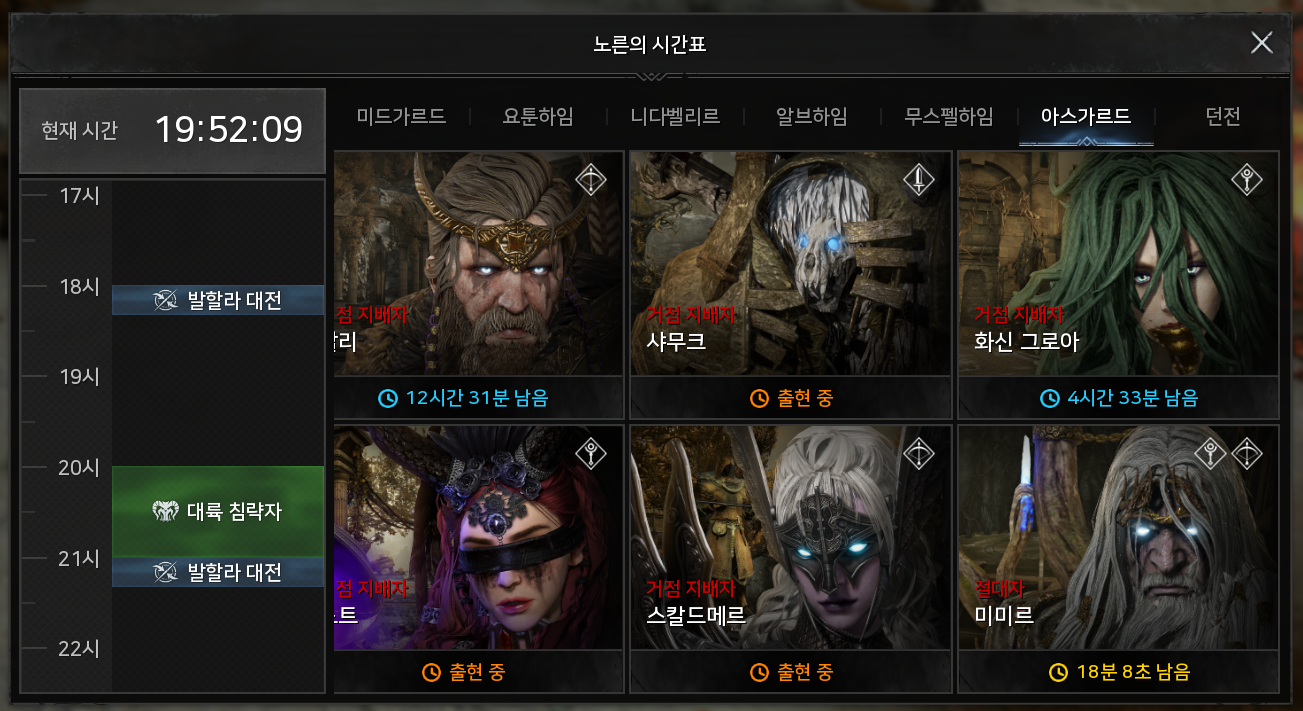 노른의 시간표
현재 시간 19:52:09
미드가르드 요툰하임 니다벨리르 알브하임 무스펠하임 아스가르드 던전
17시
18시
발할라 대전
19시
20시
대륙 침략자
21시
발할라 대전
22시
점 지배자
리
12시간 31분 남음
거점 지배자
샤무크
출현 중
거점 지배자
화신 그로아
4시간 33분 남음
점 지배자
트
출현 중
거점 지배자
스칼드메르
출현 중
절대자
미미르
18분 8초 남음